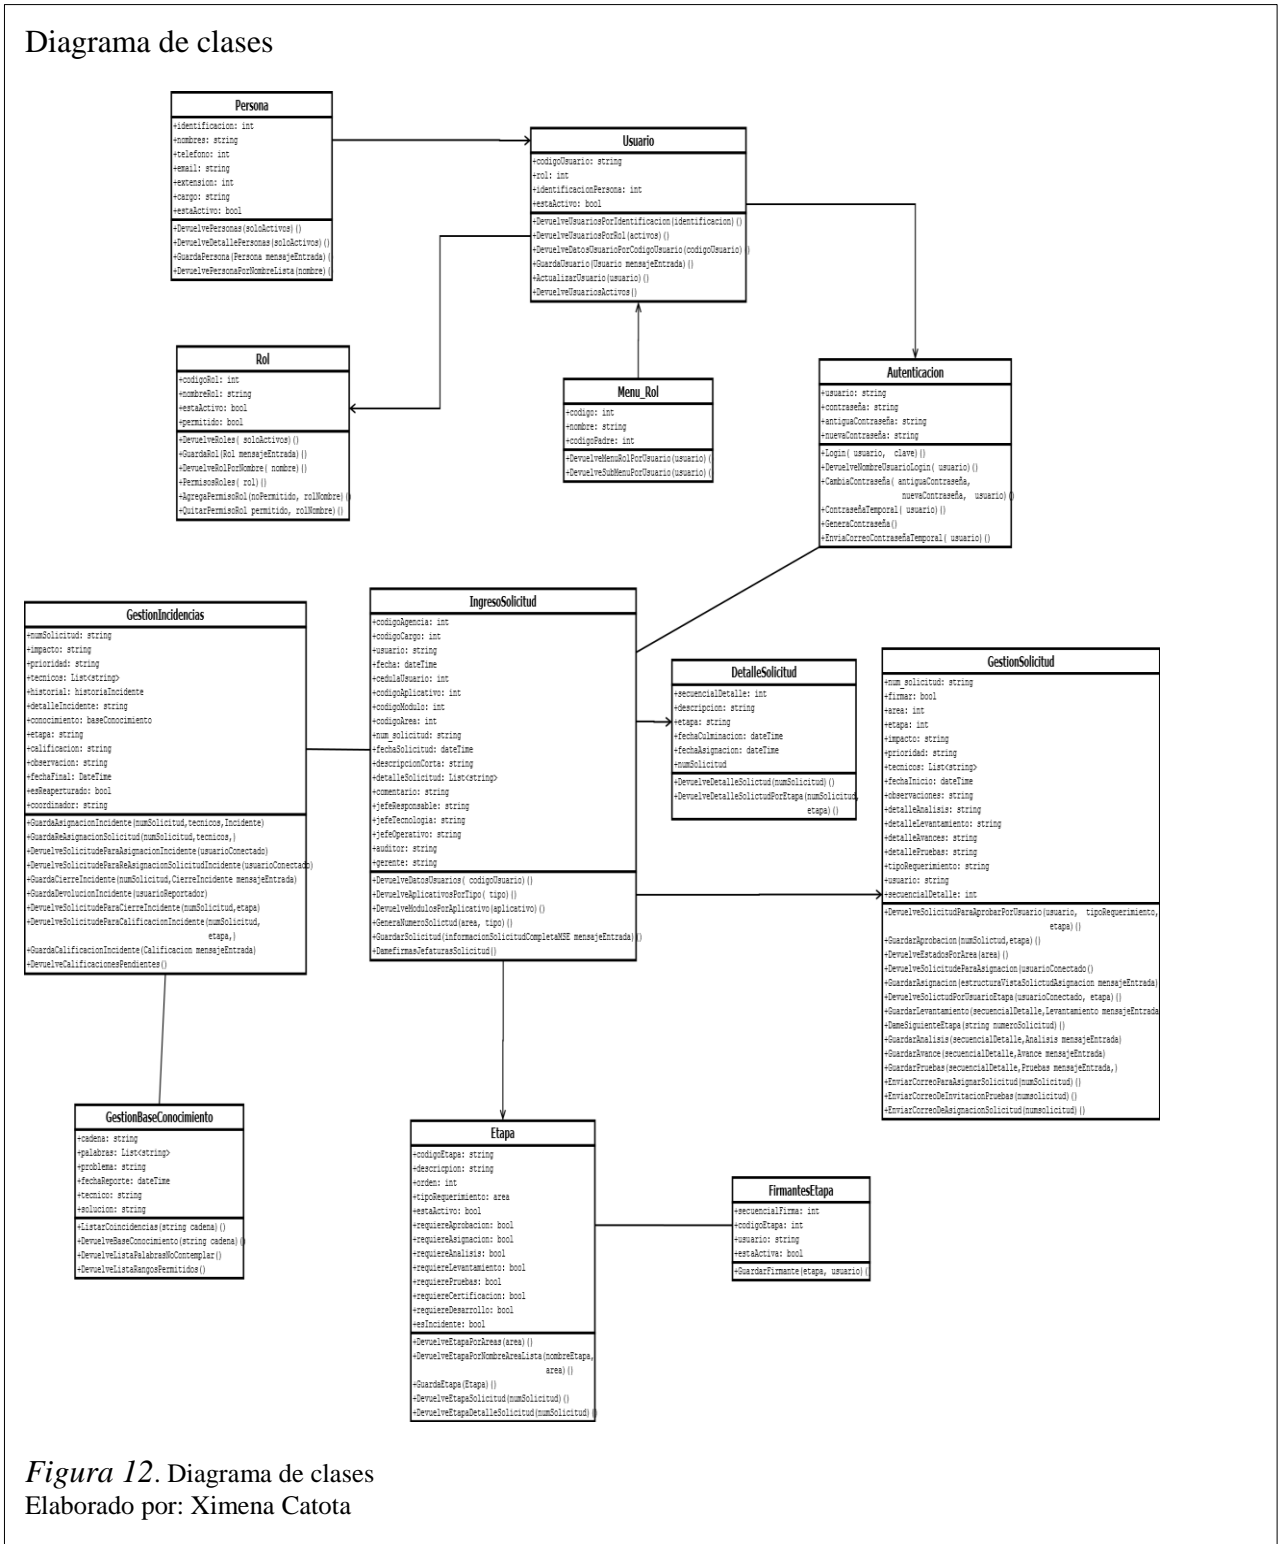 Diagrama de clases
Persona
+identificacion: int
+nombres: string
+telefono: int
+email: string
+extension: int
+cargo: string
+estaActivo: bool
+DevuelvePersonas(soloActivos)()
+DevuelveDetallePersonas(soloActivos)()
+GuardaPersona(Persona mensajeEntrada)()
+DevuelvePersonaPorNombreLista(nombre)()
Usuario
+codigoUsuario: string
+rol: int
+identificacionPersona: int
+estaActivo: bool
+DevuelveUsuariosPorIdentificacion(identificacion)()
+DevuelveUsuariosPorRol(activos)()
+DevuelveDatosUsuarioPorCodigoUsuario(codigoUsuario)()
+GuardaUsuario(Usuario mensajeEntrada)()
+ActualizarUsuario(usuario)()
+DevuelveUsuariosActivos()
Rol
+codigoRol: int
+nombreRol: string
+estaActivo: bool
+permitido: bool
+DevuelveRoles( soloActivos)()
+GuardaRol(Rol mensajeEntrada)()
+DevuelveRolPorNombre( nombre)()
+PermisosRoles( rol)()
+AgregaPermisoRol(noPermitido, rolNombre)()
+QuitarPermisoRol permitido, rolNombre)()
Menu_Rol
+codigo: int
+nombre: string
+codigoPadre: int
+DevuelveMenuRolPorUsuario(usuario)()
+DevuelveSubMenuPorUsuario(usuario)()
Autenticacion
+usuario: string
+contraseña: string
+antiguaContraseña: string
+nuevaContraseña: string
+Login( usuario, clave)()
+DevuelveNombreUsuarioLogin( usuario)()
+CambiaContraseña( antiguaContraseña,
nuevaContraseña, usuario)()
+ContraseñaTemporal( usuario)()
+GeneraContraseña()
+EnviaCorreoContraseñaTemporal( usuario)()
GestionIncidencias
+numSolicitud: string
+impacto: string
+prioridad: string
+tecnicos: List<string>
+historial: historiaIncidente
+detalleIncidente: string
+conocimiento: baseConocimiento
+etapa: string
+calificacion: string
+observacion: string
+fechaFinal: DateTime
+esReaperturado: bool
+coordinador: string
+GuardaAsignacionIncidente(numSolicitud,tecnicos,Incidente)
+GuardaReAsignacionSolicitud(numSolicitud,tecnicos,)
+DevuelveSolicitudeParaAsignacionIncidente(usuarioConectado)
+DevuelveSolicitudeParaReAsignacionSolicitudIncidente(usuarioConectado)
+GuardaCierreIncidente(numSolicitud,CierreIncidente mensajeEntrada)
+GuardaDevolucionIncidente(usuarioReportador)
+DevuelveSolicitudeParaCierreIncidente(numSolicitud,etapa)
+DevuelveSolicitudeParaCalificacionIncidente(numSolicitud,
etapa,)
+GuardaCalificacionIncidente(Calificacion mensajeEntrada)
+DevuelveCalificacionesPendientes()
IngresoSolicitud
+codigoAgencia: int
+codigoCargo: int
+usuario: string
+fecha: dateTime
+cedulaUsuario: int
+codigoAplicativo: int
+codigoModulo: int
+codigoArea: int
+num_solicitud: string
+fechaSolicitud: dateTime
+descripcionCorta: string
+detalleSolicitud: List<string>
+comentario: string
+jefeResponsable: string
+jefeTecnologia: string
+jefeOperativo: string
+auditor: string
+gerente: string
+DevuelveDatosUsuarios( codigoUsuario)()
+DevuelveAplicativosPorTipo( tipo)()
+DevuelveModulosPorAplicativo(aplicativo)()
+GeneraNumeroSolictud(area, tipo)()
+GuardarSolicitud(informacionSolicitudCompletaMSE mensajeEntrada)()
+DamefirmasJefaturasSolicitud()
DetalleSolicitud
+secuencialDetalle: int
+descripcion: string
+etapa: string
+fechaCulminacion: dateTime
+fechaAsignacion: dateTime
+numSolicitud
+DevuelveDetalleSolictud(numSolicitud)()
+DevuelveDetalleSolictudPorEtapa(numSolicitud,
etapa)()
GestionSolicitud
+num_solicitud: string
+firmar: bool
+area: int
+etapa: int
+impacto: string
+prioridad: string
+tecnicos: List<string>
+fechaInicio: dateTime
+observaciones: string
+detalleAnalisis: string
+detalleLevantamiento: string
+detalleAvances: string
+detallePruebas: string
+tipoRequerimiento: string
+usuario: string
+secuencialDetalle: int
+DevuelveSolicitudParaAprobarPorUsuario(usuario, tipoRequerimiento,
etapa)()
+GuardarAprobacion(numSolictud,etapa)()
+DevuelveEstadosPorArea(area)()
+DevuelveSolicitudeParaAsignacion(usuarioConectado()
+GuardarAsignacion(estructuraVistaSolictudAsignacion mensajeEntrada)
+DevuelveSolictudPorUsuarioEtapa(usuarioConectado, etapa)()
+GuardarLevantamiento(secuencialDetalle,Levantamiento mensajeEntrada
+DameSiguienteEtapa(string numeroSolicitud)()
+GuardarAnalisis(secuencialDetalle,Analisis mensajeEntrada)
+GuardarAvance(secuencialDetalle,Avance mensajeEntrada)
+GuardarPruebas(secuencialDetalle,Pruebas mensajeEntrada,)
+EnviarCorreoParaAsignarSolicitud(numSolicitud)()
+EnviarCorreoDeInvitacionPruebas(numsolicitud)()
+EnviarCorreoDeAsignacionSolicitud(numsolicitud)()
GestionBaseConocimiento
+cadena: string
+palabras: List<string>
+problema: string
+fechaReporte: dateTime
+tecnico: string
+solucion: string
+ListarCoincidencias(string cadena)()
+DevuelveBaseConocimiento(string cadena)()
+DevuelveListaPalabrasNoContemplar()
+DevuelveListaRangosPermitidos()
Etapa
+codigoEtapa: string
+descricpion: string
+orden: int
+tipoRequerimiento: area
+estaActivo: bool
+requiereAprobacion: bool
+requiereAsignacion: bool
+requiereAnalisis: bool
+requiereLevantamiento: bool
+requierePruebas: bool
+requiereCertificacion: bool
+requiereDesarrollo: bool
+esIncidente: bool
+DevuelveEtapaPorAreas(area)()
+DevuelveEtapaPorNombreAreaLista(nombreEtapa,
area)()
+GuardaEtapa(Etapa)()
+DevuelveEtapaSolicitud(numSolicitud)()
+DevuelveEtapaDetalleSolicitud(numSolicitud)()
FirmantesEtapa
+secuencialFirma: int
+codigoEtapa: int
+usuario: string
+estaActiva: bool
+GuardarFirmante(etapa, usuario)()
Figura 12. Diagrama de clases
Elaborado por: Ximena Catota